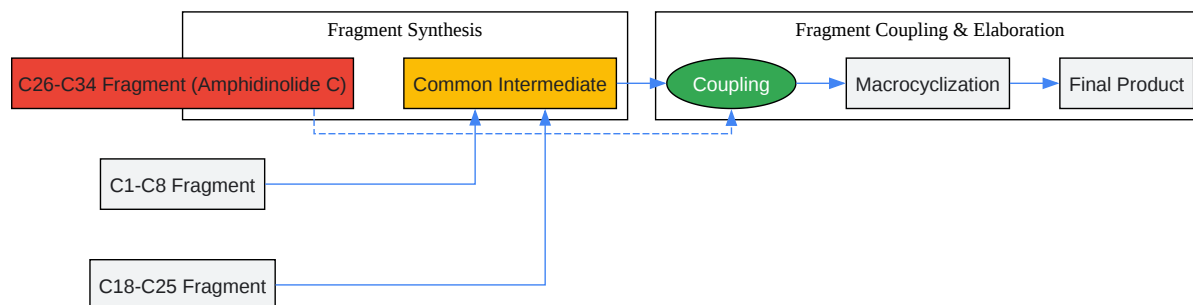 Fragment Synthesis
Fragment Coupling & Elaboration
C26-C34 Fragment (Amphidinolide C)
Common Intermediate
Coupling
Macrocyclization
Final Product
C1-C8 Fragment
C18-C25 Fragment